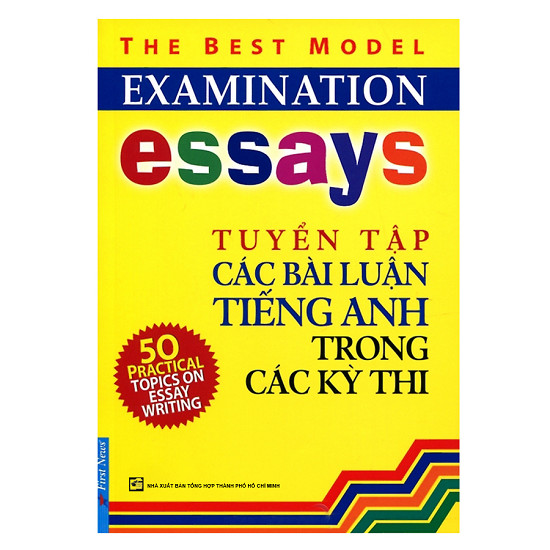 THE BEST MODEL
EXAMINATION
essays
TUYỂN TẬP
CÁC BÀI LUẬN
TIẾNG ANH
TRONG
CÁC KỲ THI
50
PRACTICAL
TOPICS ON
ESSAY
WRITING
First News
NHÀ XUẤT BẢN TỔNG HỢP THÀNH PHỐ HỒ CHÍ MINH